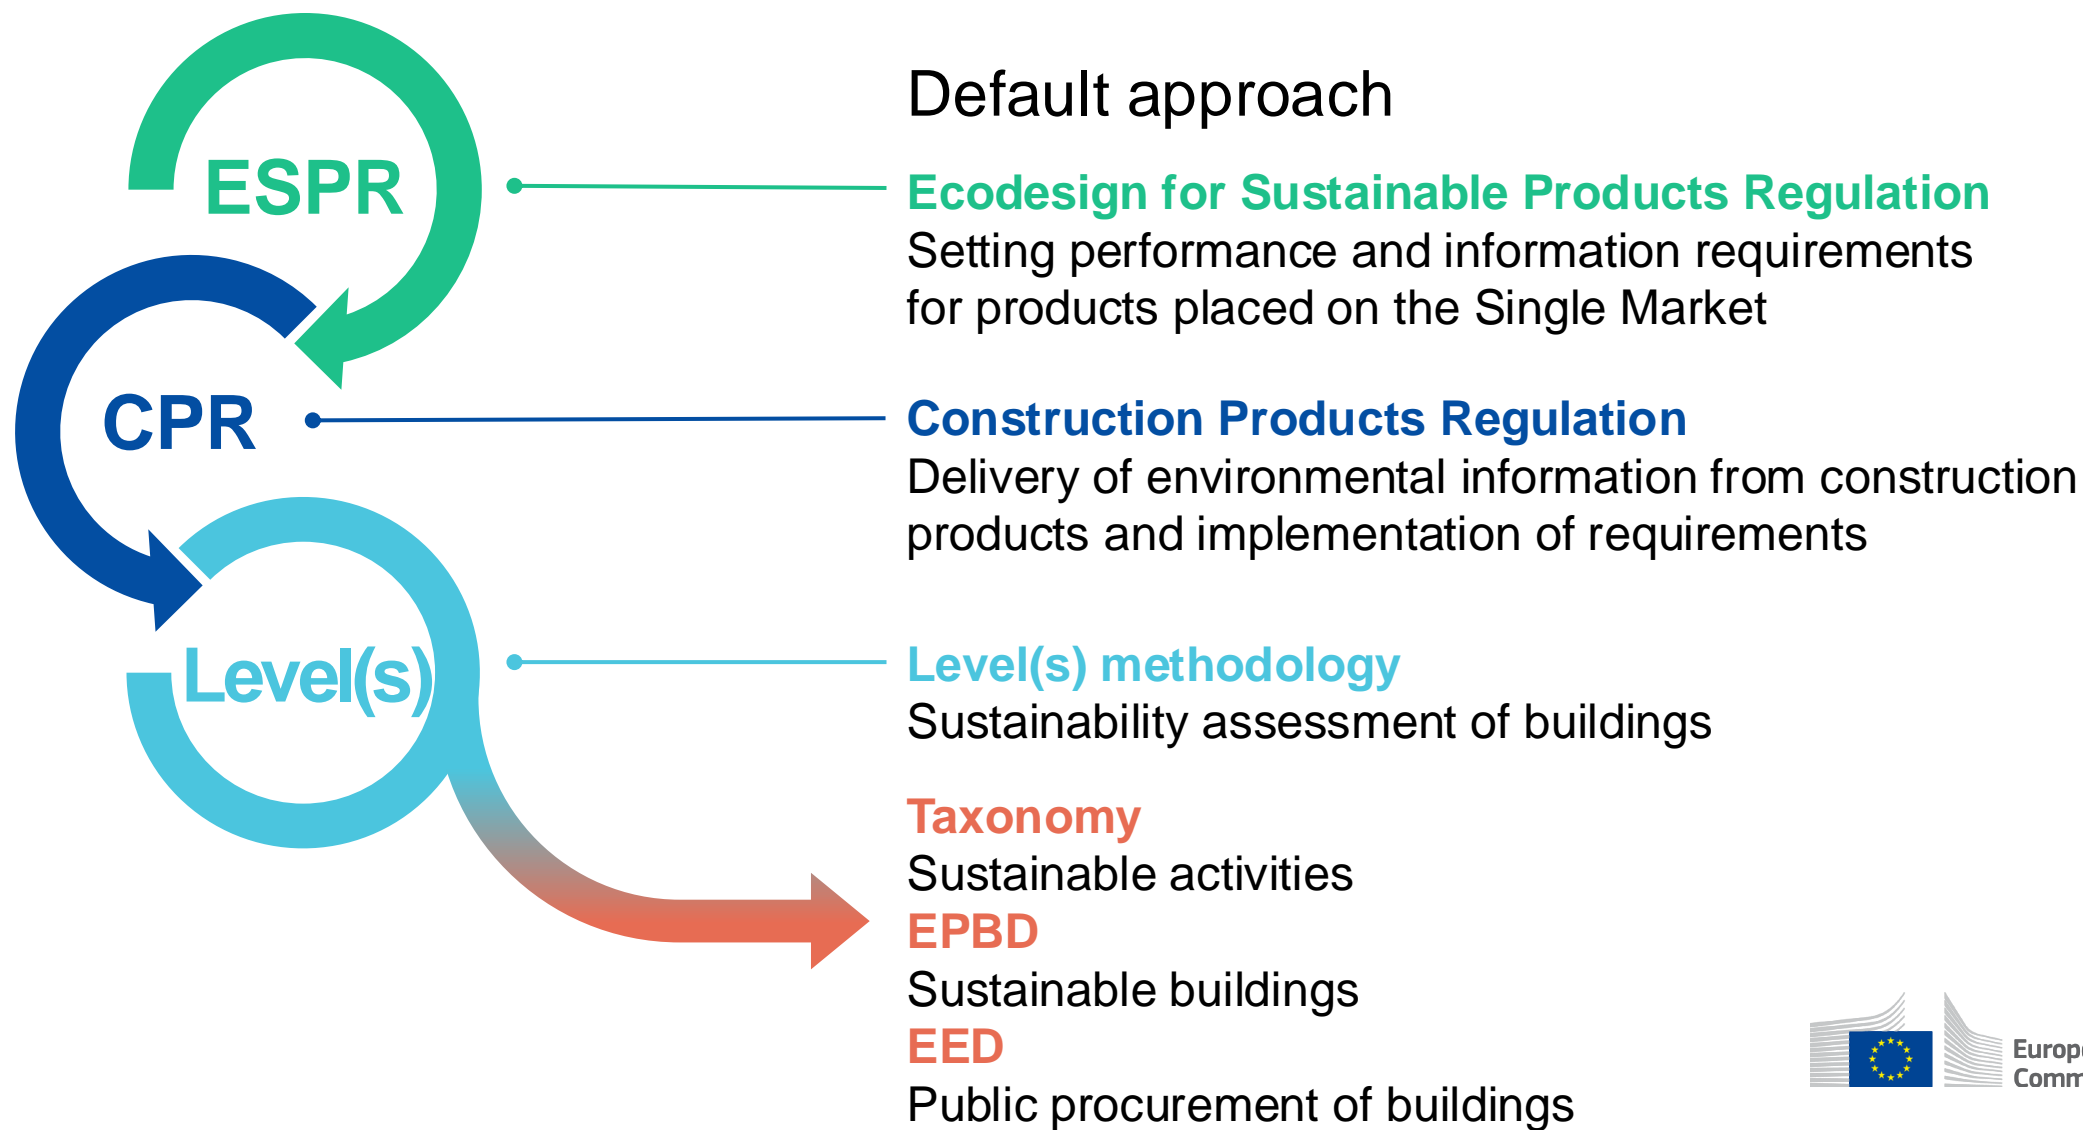 Default approach
ESPR
Ecodesign for Sustainable Products Regulation
Setting performance and information requirements
for products placed on the Single Market
CPR
Construction Products Regulation
Delivery of environmental information from construction
products and implementation of requirements
Level(s)
Level(s) methodology
Sustainability assessment of buildings
Taxonomy
Sustainable activities
EPBD
Sustainable buildings
EED
Public procurement of buildings